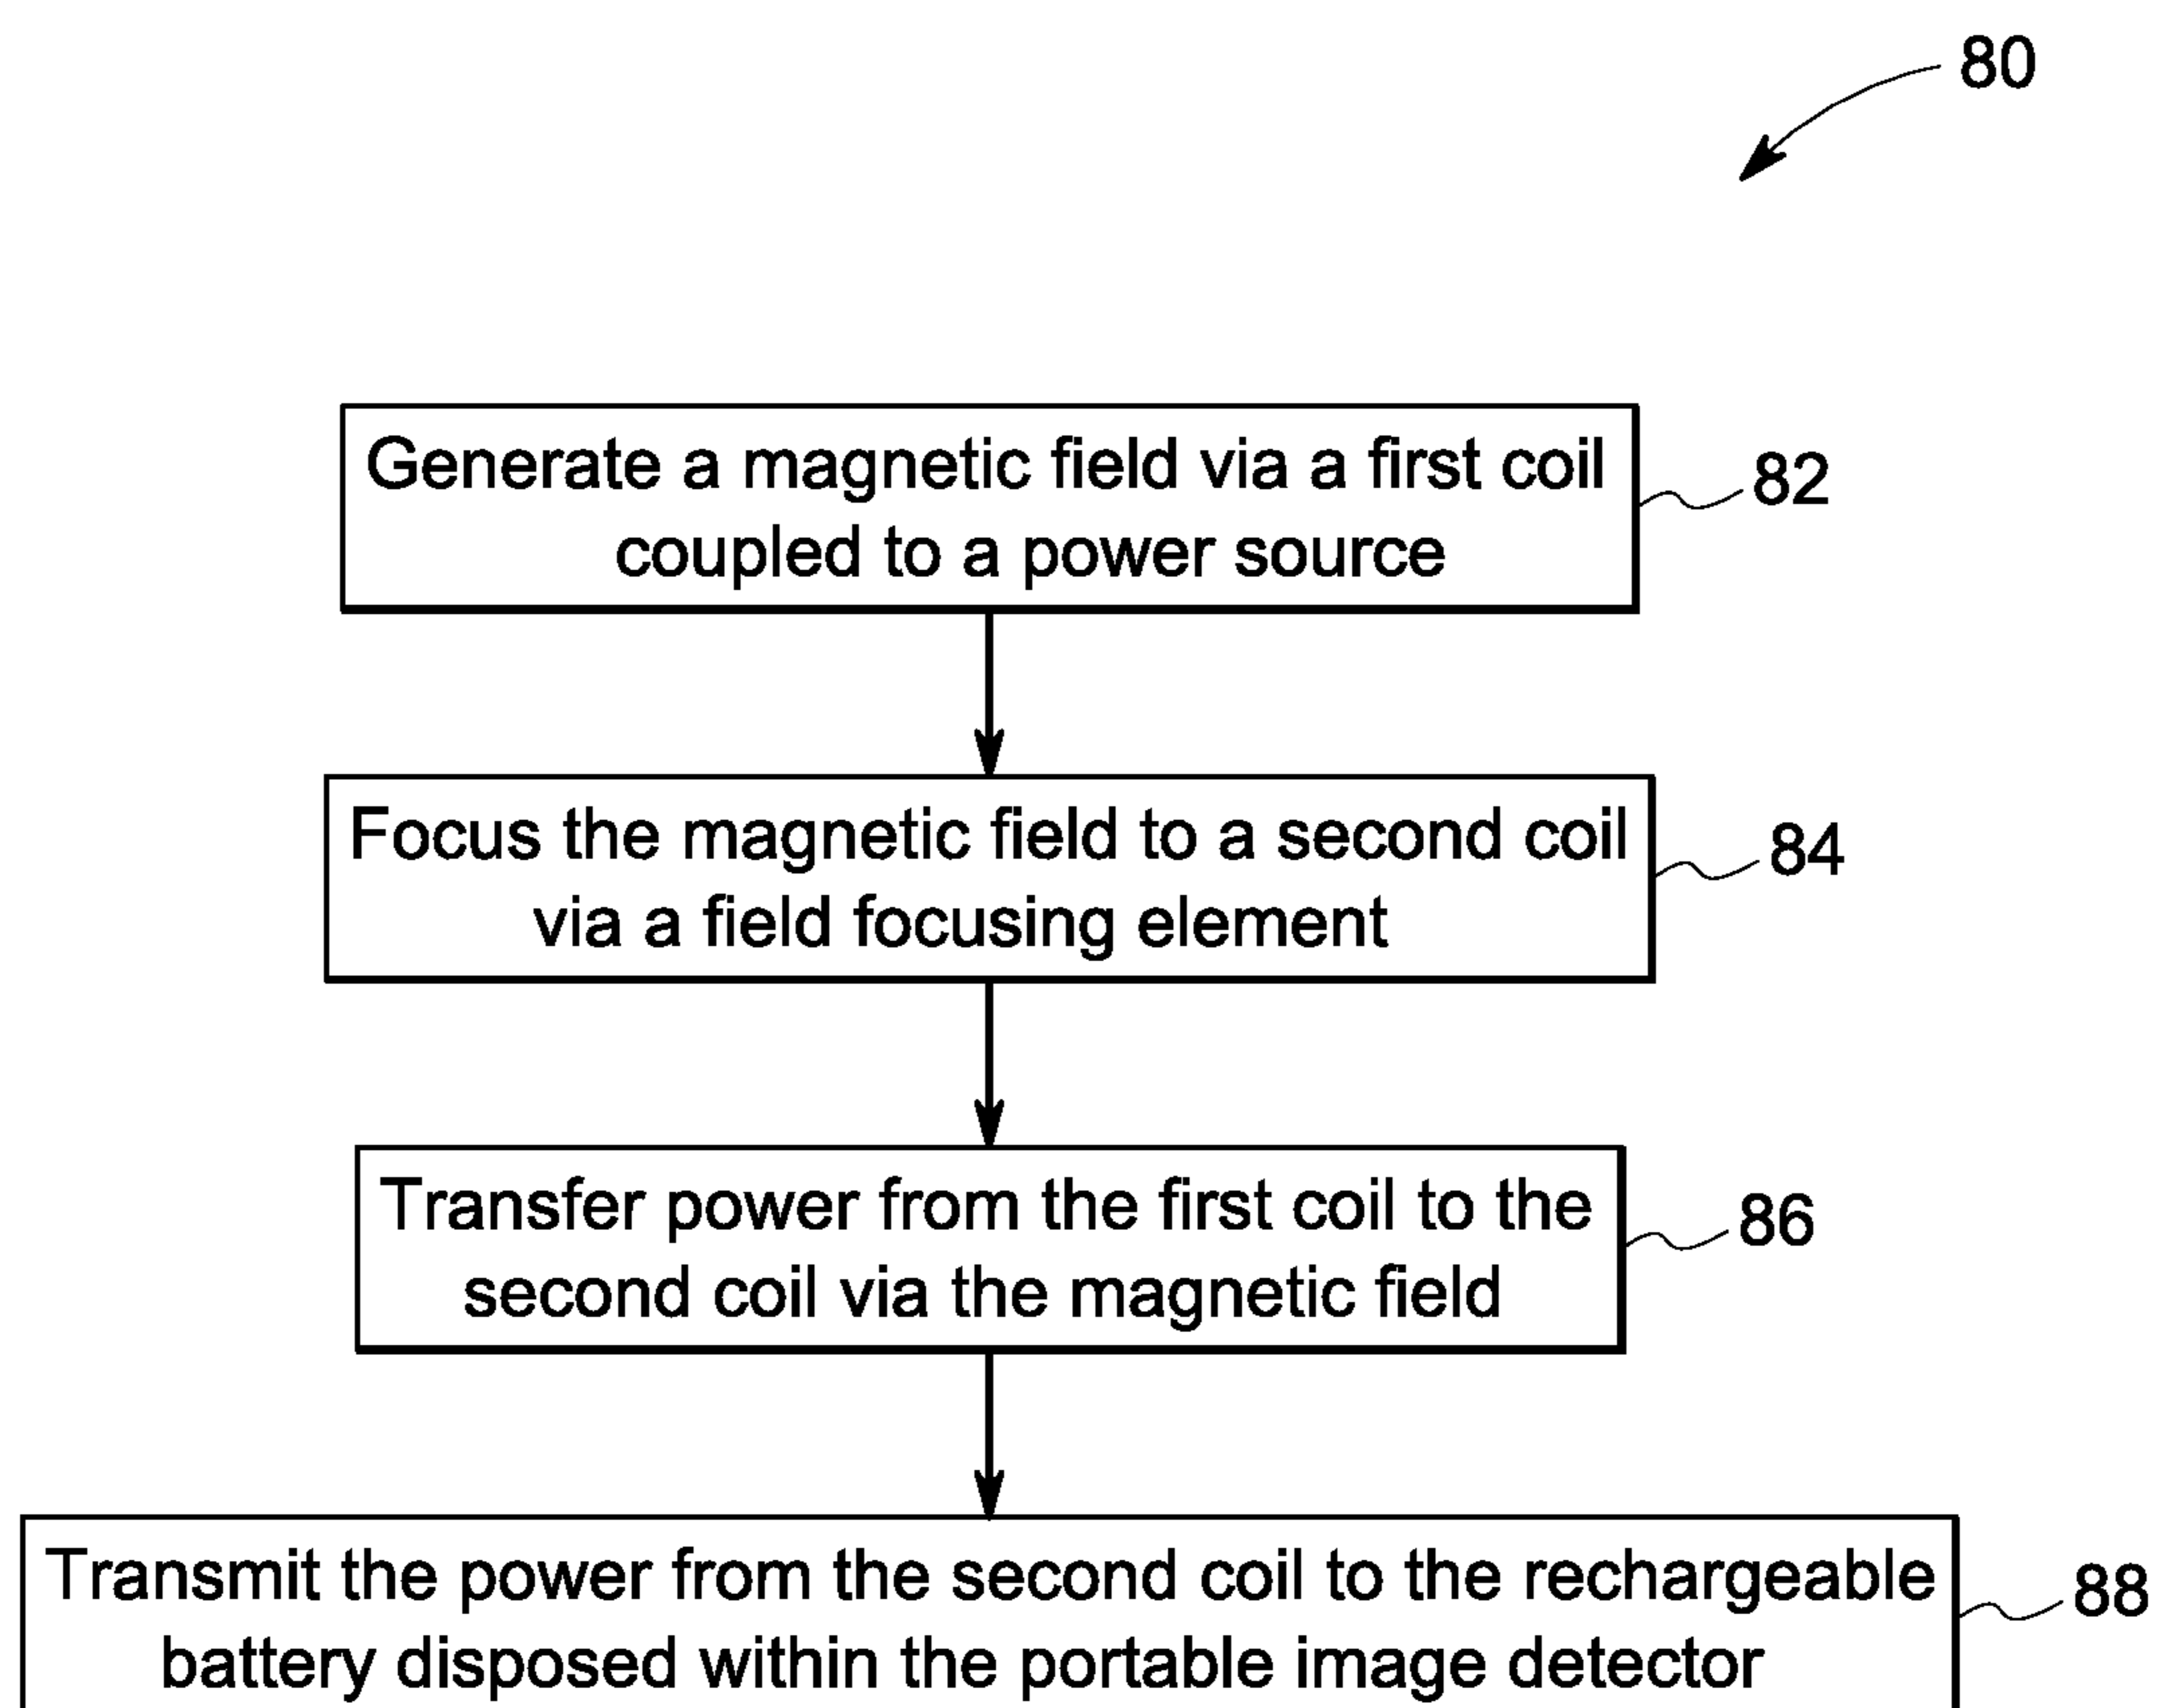 80
Generate a magnetic field via a first coil
coupled to a power source
82
Focus the magnetic field to a second coil
via a field focusing element
84
Transfer power from the first coil to the
second coil via the magnetic field
86
Transmit the power from the second coil to the rechargeable
battery disposed within the portable image detector
88